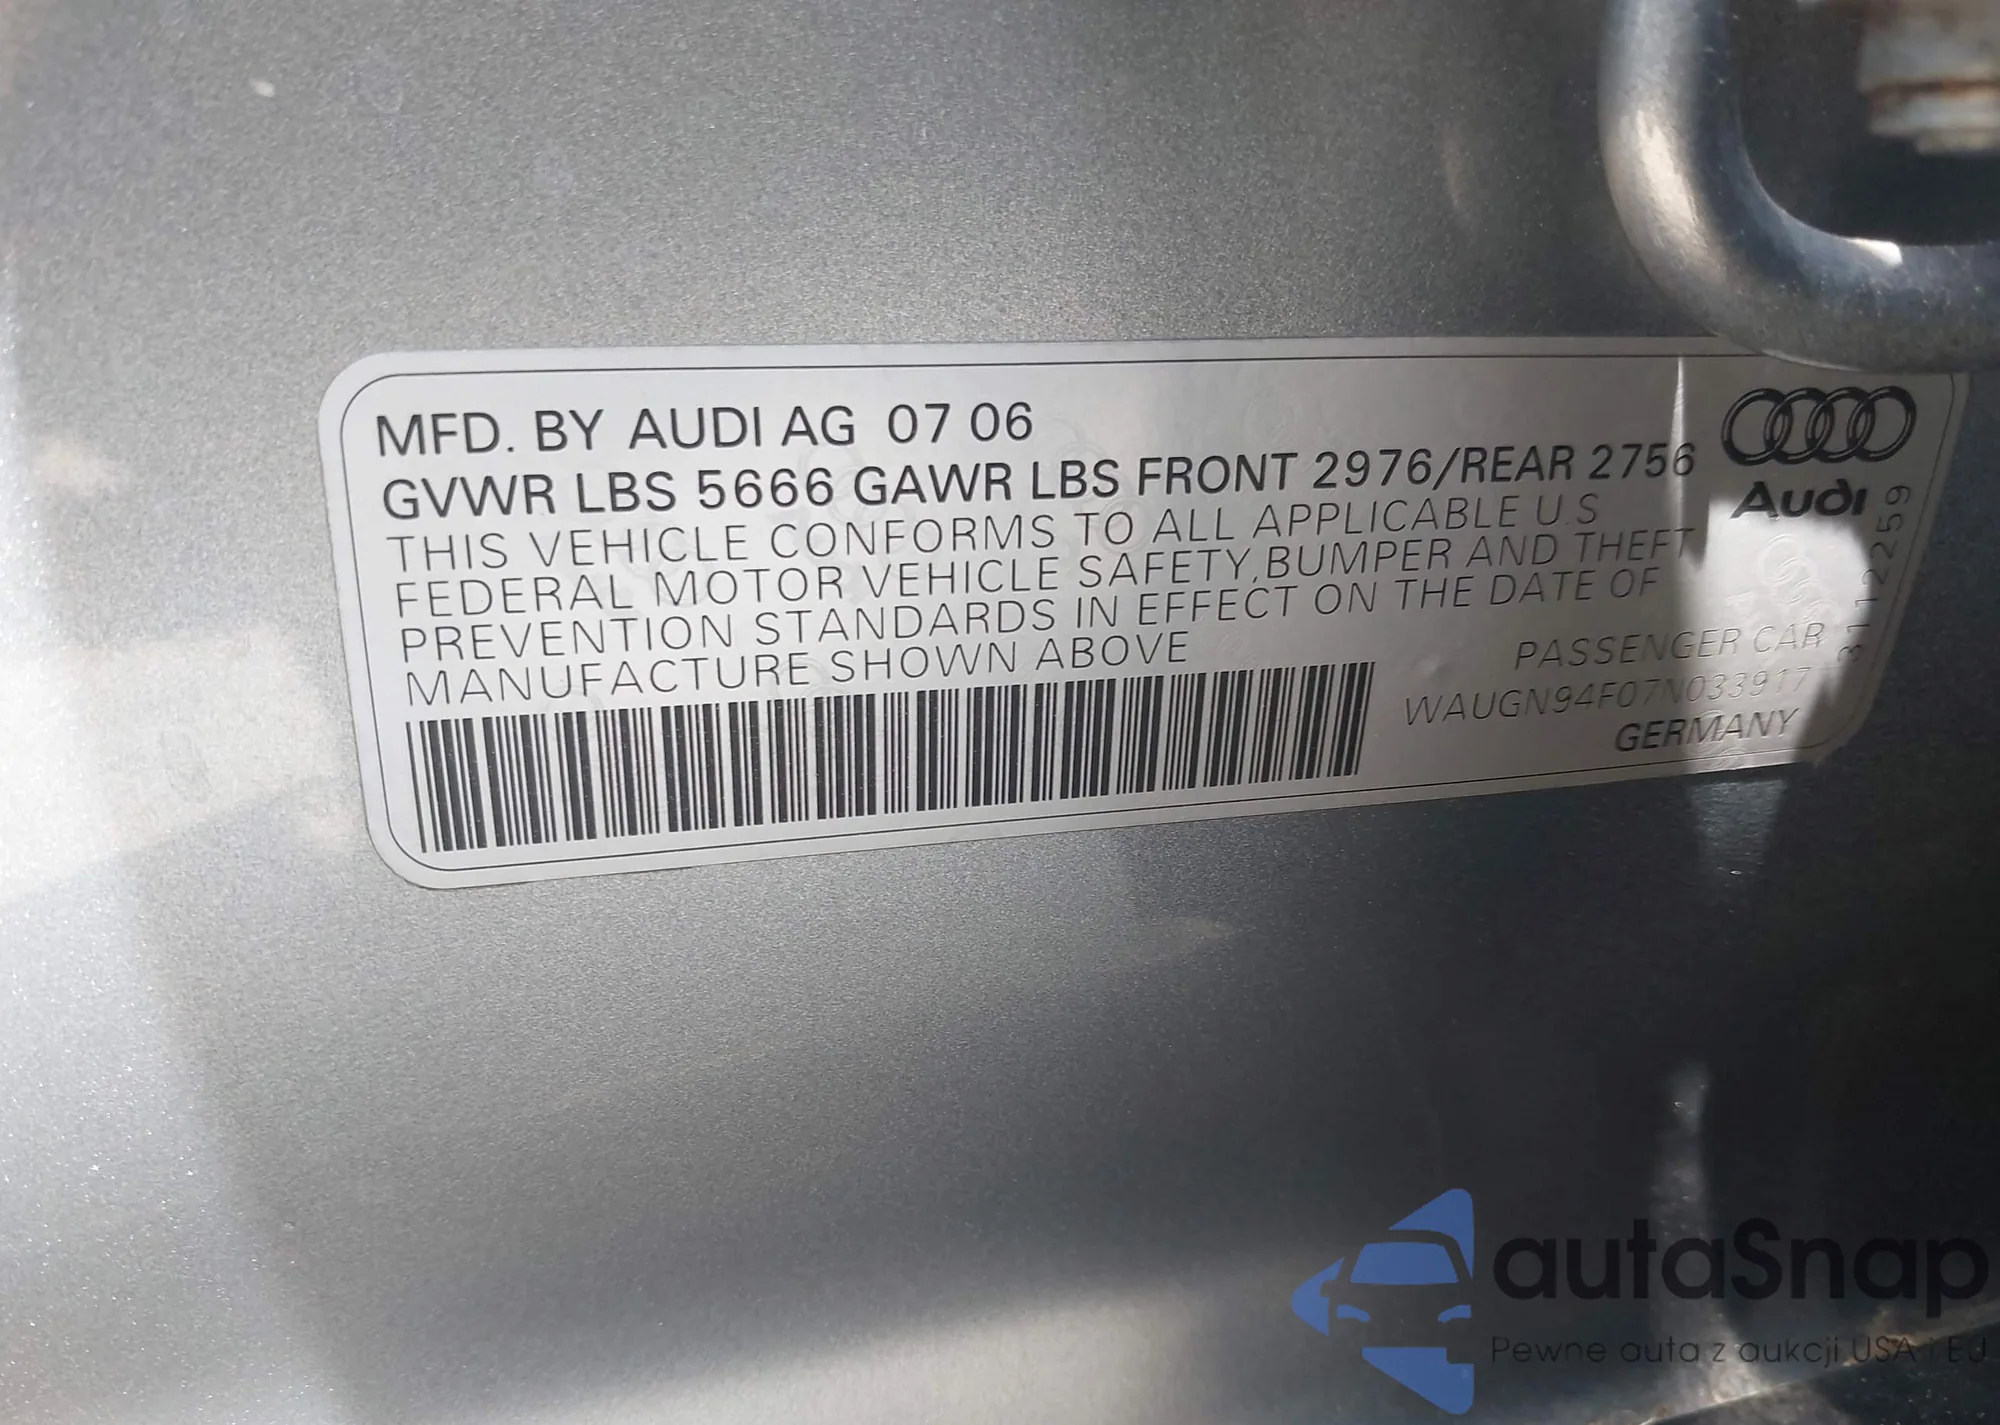 MFD. BY AUDI AG 07 06
GVWR LBS 5666 GAWR LBS FRONT 2976/REAR 2756
THIS VEHICLE CONFORMS TO ALL APPLICABLE U.S
FEDERAL MOTOR VEHICLE SAFETY,BUMPER AND THEFT
PREVENTION STANDARDS IN EFFECT ON THE DATE OF
MANUFACTURE SHOWN ABOVE
Audi
31112259
PASSENGER CAR
WAUGN94F07N033917
GERMANY
autaSnap
Pewne auta z aukcji USA i EU